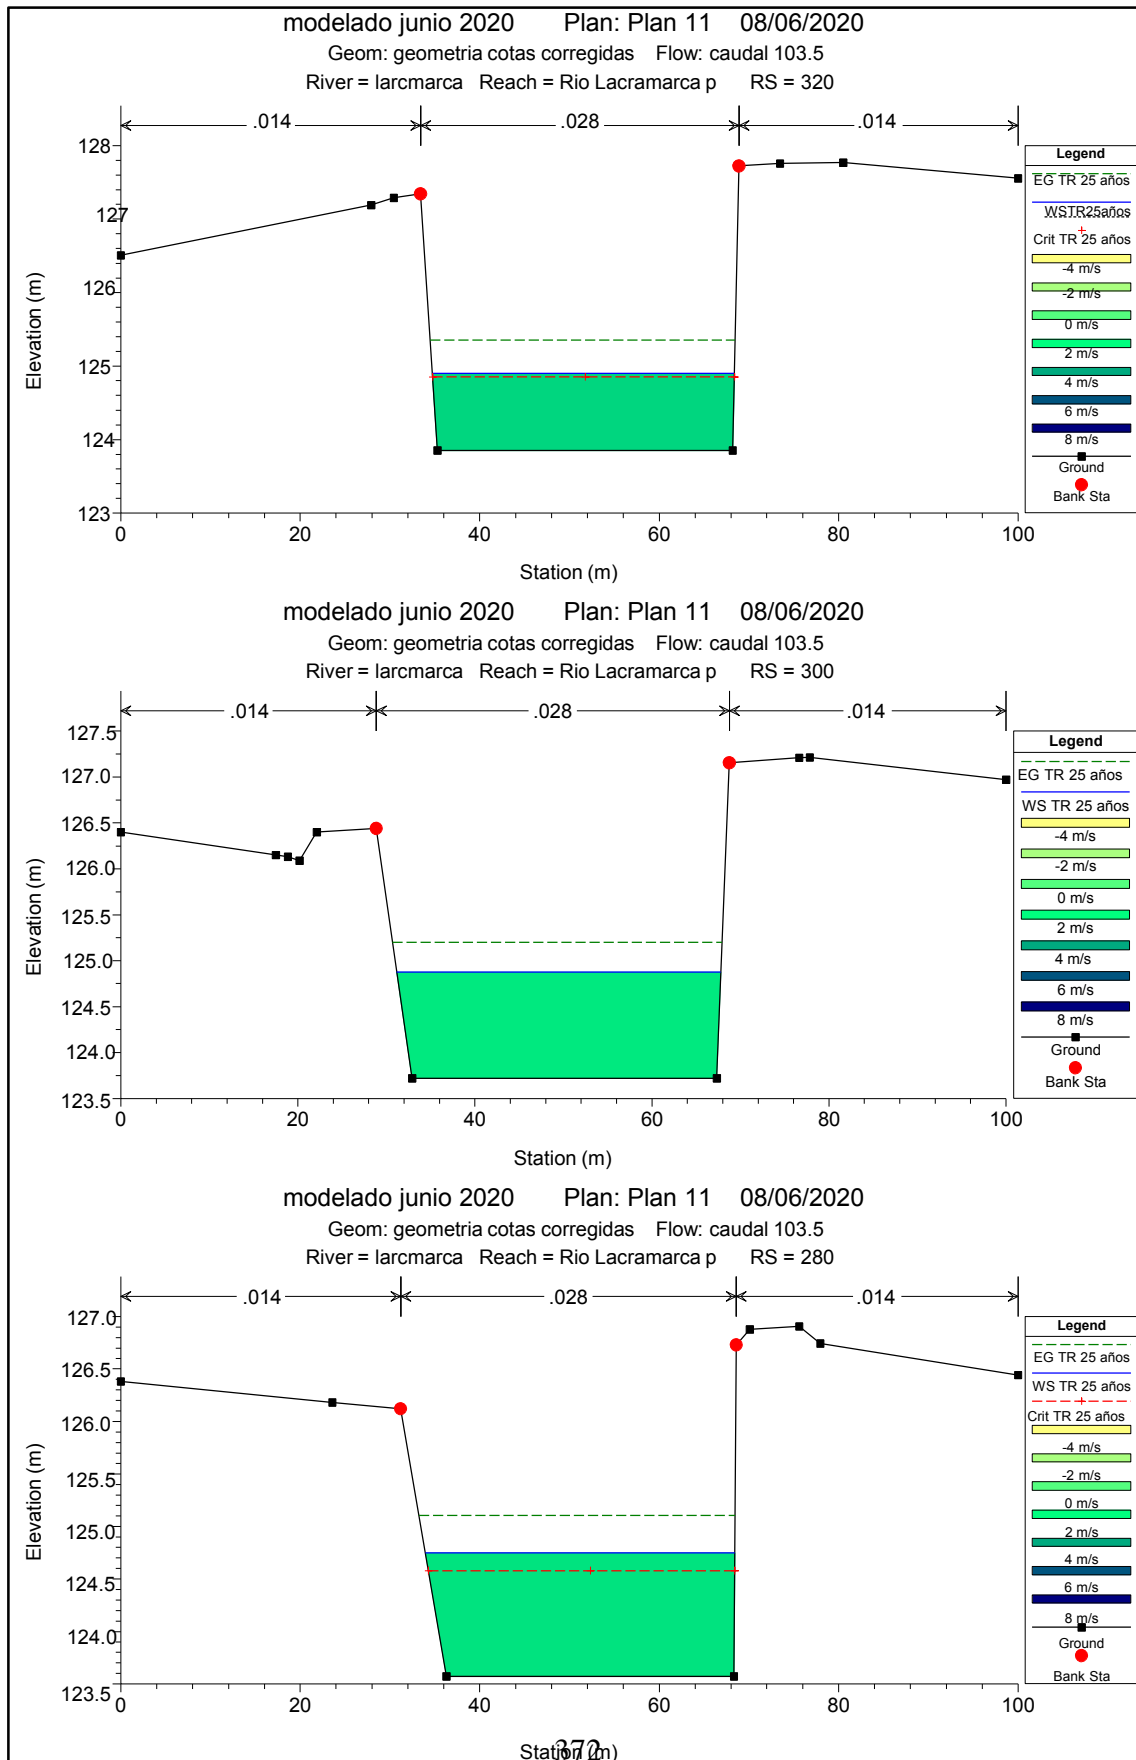 modelado junio 2020 Plan: Plan 11 08/06/2020
Geom: geometria cotas corregidas Flow: caudal 103.5
River = larcmarca Reach = Rio Lacramarca p RS = 320
.014 .028 .014
128
127
126
125
124
123
Elevation (m)
0 20 40 60 80 100
Station (m)
Legend
EG TR 25 años
WSTR25años
Crit TR 25 años
-4 m/s
-2 m/s
0 m/s
2 m/s
4 m/s
6 m/s
8 m/s
Ground
Bank Sta
modelado junio 2020 Plan: Plan 11 08/06/2020
Geom: geometria cotas corregidas Flow: caudal 103.5
River = larcmarca Reach = Rio Lacramarca p RS = 300
.014 .028 .014
127.5
127.0
126.5
126.0
125.5
125.0
124.5
124.0
123.5
Elevation (m)
0 20 40 60 80 100
Station (m)
Legend
EG TR 25 años
WS TR 25 años
-4 m/s
-2 m/s
0 m/s
2 m/s
4 m/s
6 m/s
8 m/s
Ground
Bank Sta
modelado junio 2020 Plan: Plan 11 08/06/2020
Geom: geometria cotas corregidas Flow: caudal 103.5
River = larcmarca Reach = Rio Lacramarca p RS = 280
.014 .028 .014
127.0
126.5
126.0
125.5
125.0
124.5
124.0
123.5
Elevation (m)
0 20 40 60 80 100
Station (m)
Legend
EG TR 25 años
WS TR 25 años
Crit TR 25 años
-4 m/s
-2 m/s
0 m/s
2 m/s
4 m/s
6 m/s
8 m/s
Ground
Bank Sta
372